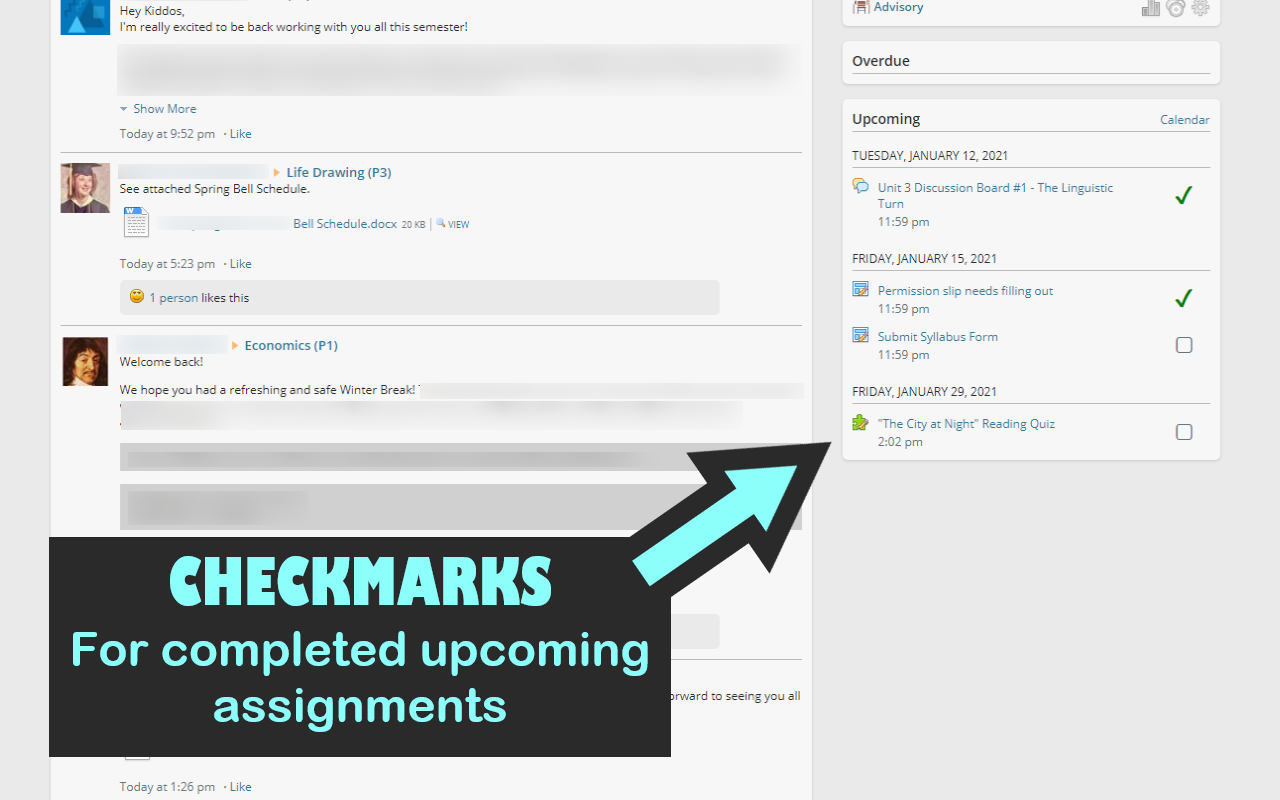 Hey Kiddos,
I'm really excited to be back working with you all this semester!
Show More
Today at 9:52 pm · Like
Life Drawing (P3)
See attached Spring Bell Schedule.
Bell Schedule.docx 20 KB | VIEW
Today at 5:23 pm · Like
1 person likes this
Economics (P1)
Welcome back!
We hope you had a refreshing and safe Winter Break!
CHECKMARKS
For completed upcoming
assignments
to seeing you all
Today at 1:26 pm · Like
Advisory
Overdue
Upcoming Calendar
TUESDAY, JANUARY 12, 2021
Unit 3 Discussion Board #1 - The Linguistic
Turn
11:59 pm
FRIDAY, JANUARY 15, 2021
Permission slip needs filling out
11:59 pm
Submit Syllabus Form
11:59 pm
FRIDAY, JANUARY 29, 2021
"The City at Night" Reading Quiz
2:02 pm